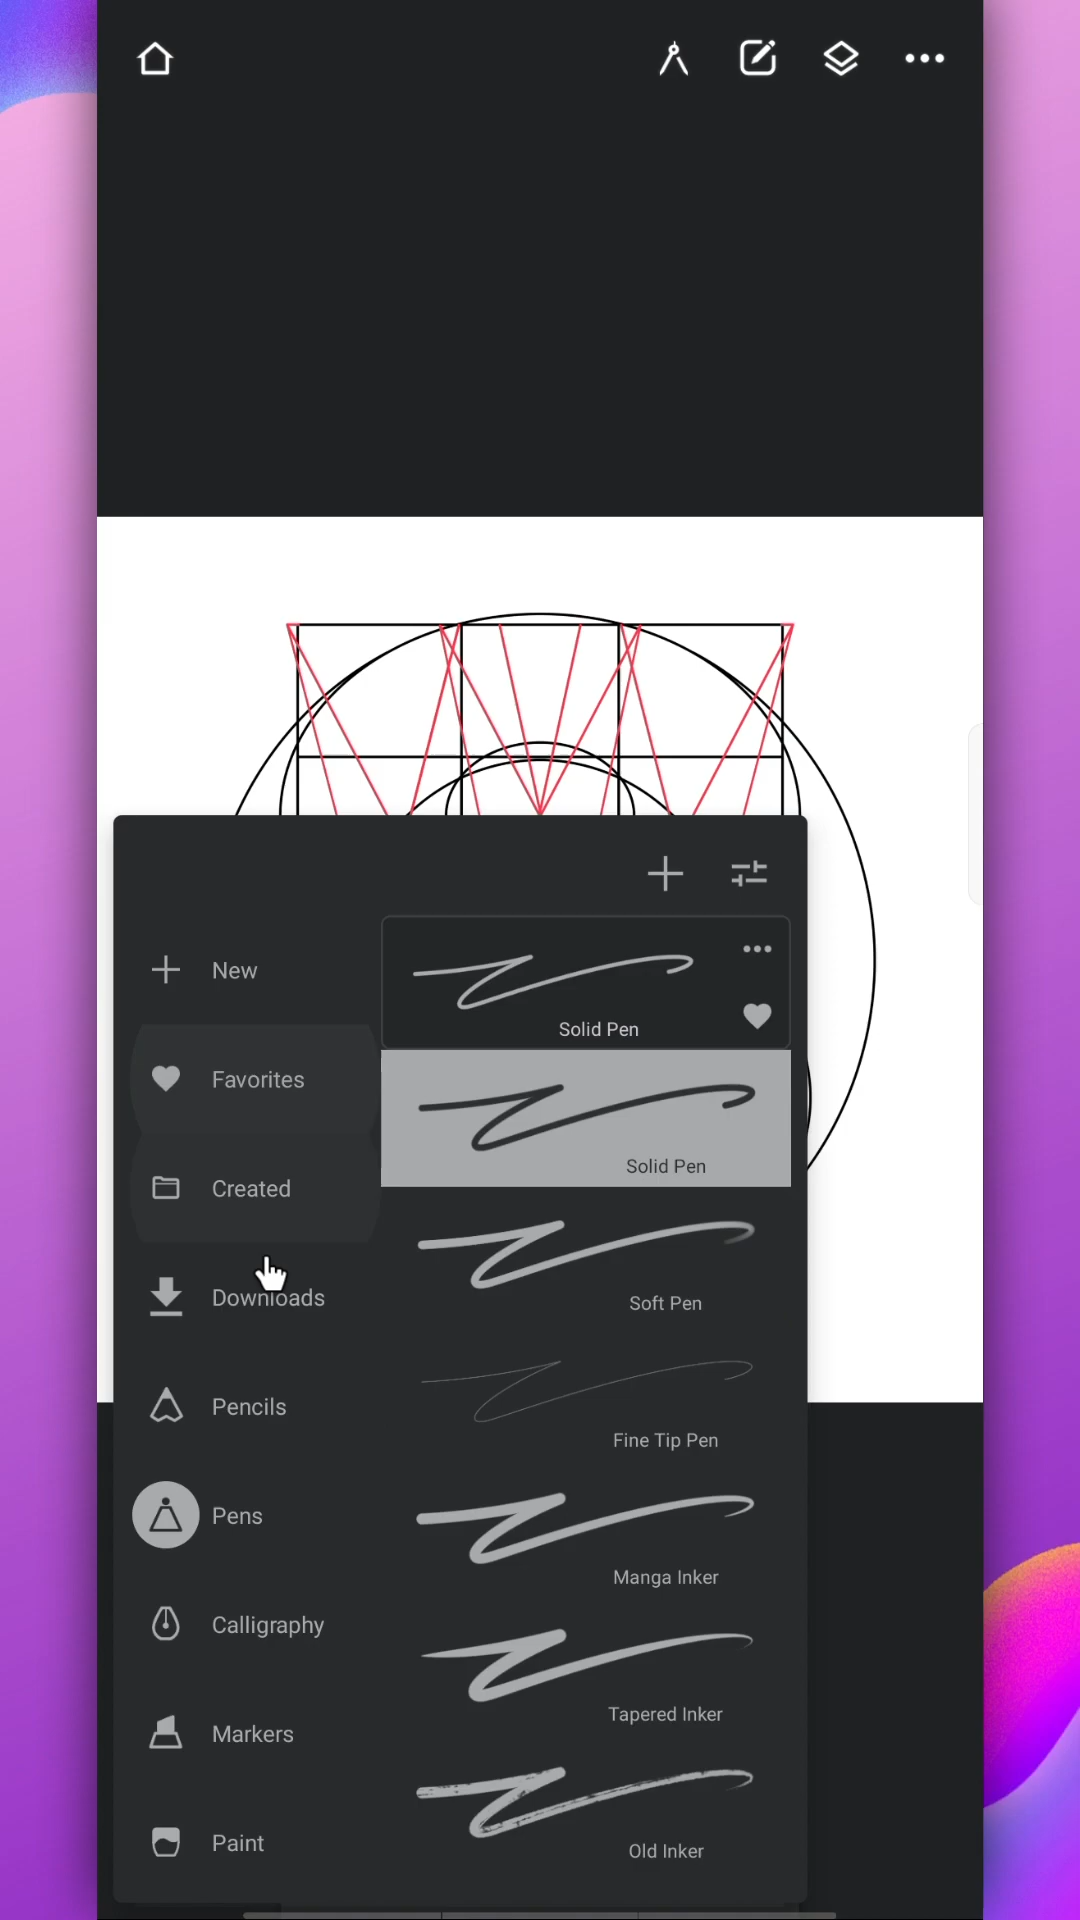 New
Favorites
Created
Downloads
Pencils
Pens
Calligraphy
Markers
Paint
Solid Pen
Solid Pen
Soft Pen
Fine Tip Pen
Manga Inker
Tapered Inker
Old Inker